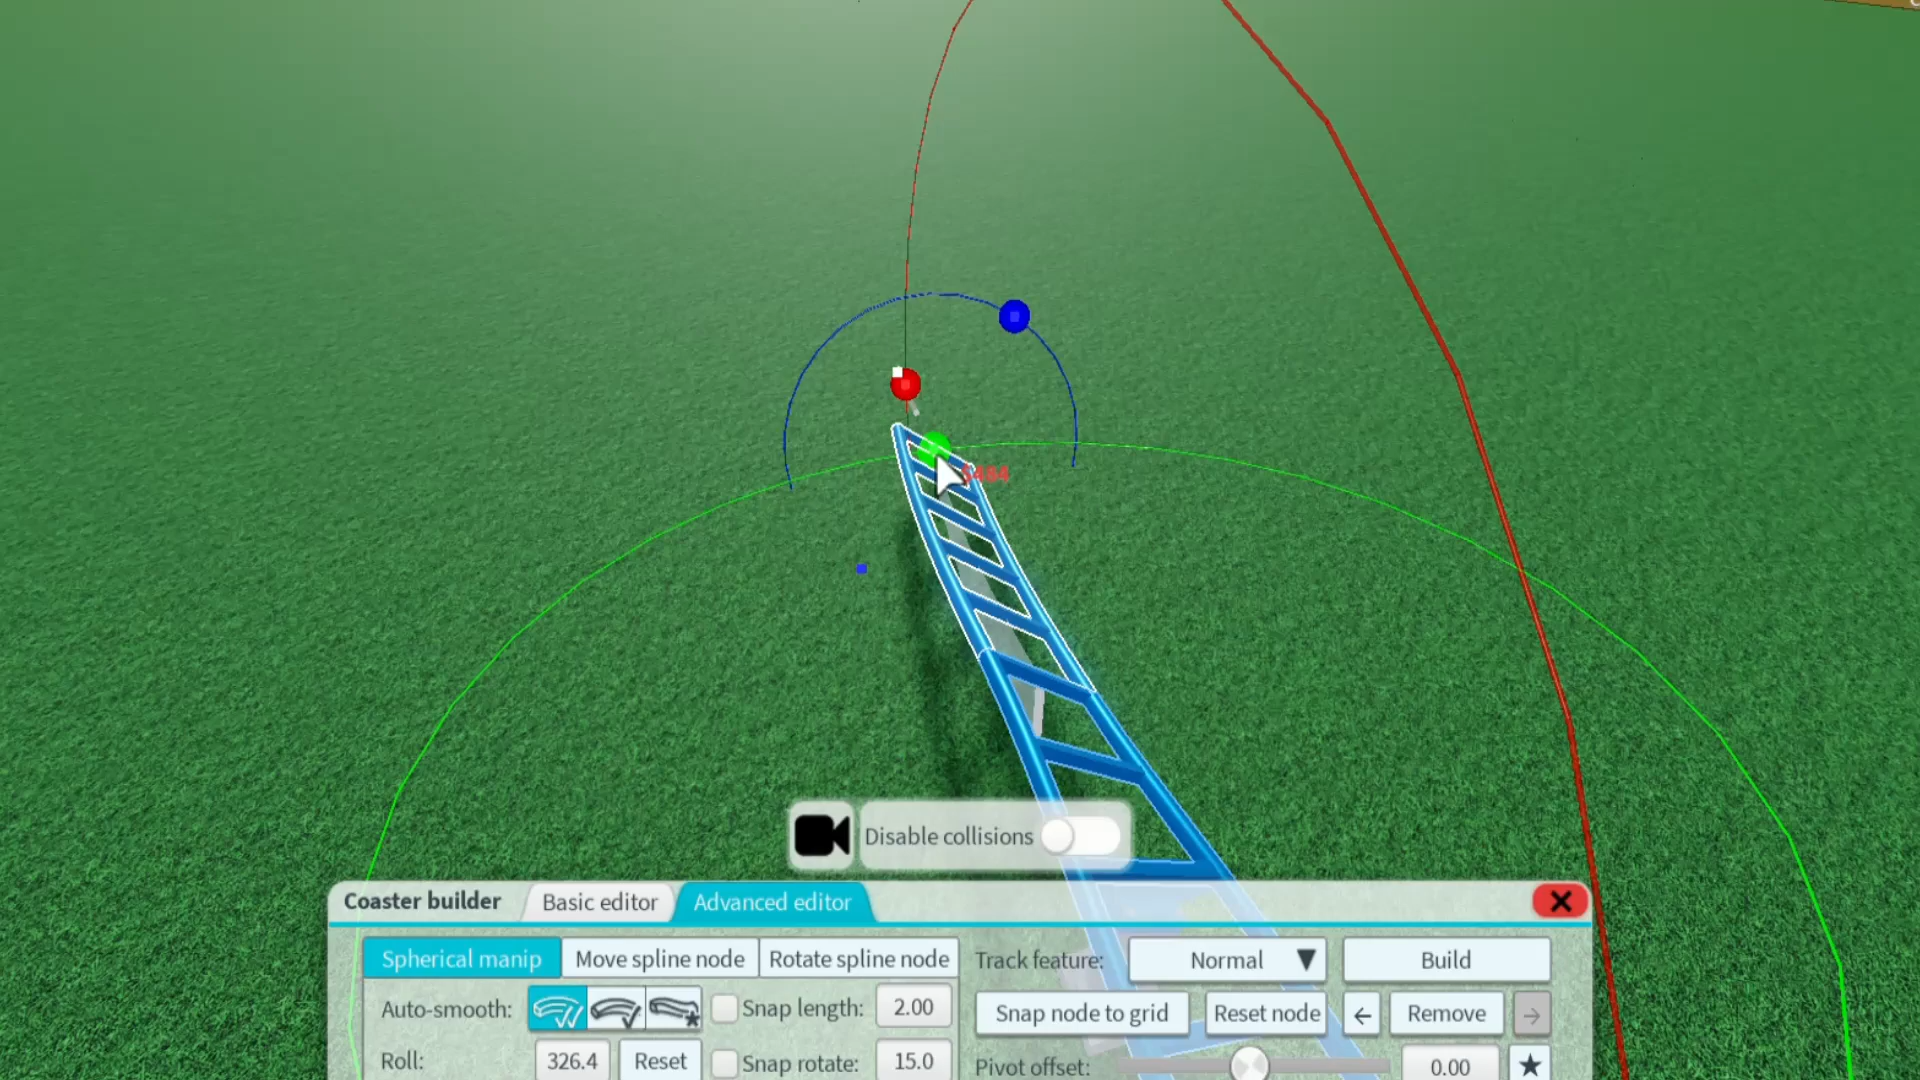 $484
Disable collisions
Coaster builder Basic editor Advanced editor
Spherical manip Move spline node Rotate spline node Track feature: Normal Build
Auto-smooth: Snap length: 2.00 Snap node to grid Reset node ← Remove →
Roll: 326.4 Reset Snap rotate: 15.0 Pivot offset: 0.00